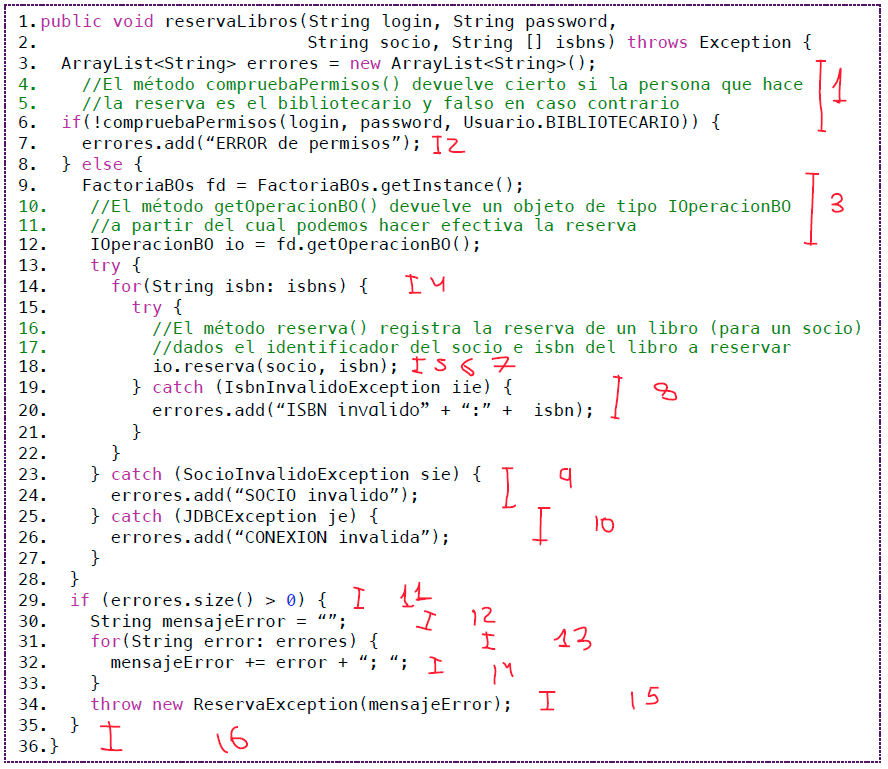 1.public void reservaLibros(String login, String password,
2. String socio, String [] isbns) throws Exception {
3. ArrayList<String> errores = new ArrayList<String>();
4. //El método compruebaPermisos() devuelve cierto si la persona que hace 1
5. //la reserva es el bibliotecario y falso en caso contrario
6. if(!compruebaPermisos(login, password, Usuario.BIBLIOTECARIO)) {
7. errores.add(“ERROR de permisos”); 2
8. } else {
9. FactoriaBOs fd = FactoriaBOs.getInstance();
10. //El método getOperacionBO() devuelve un objeto de tipo IOperacionBO 3
11. //a partir del cual podemos hacer efectiva la reserva
12. IOperacionBO io = fd.getOperacionBO();
13. try {
14. for(String isbn: isbns) { 4
15. try {
16. //El método reserva() registra la reserva de un libro (para un socio)
17. //dados el identificador del socio e isbn del libro a reservar
18. io.reserva(socio, isbn); 5 6 7
19. } catch (IsbnInvalidoException iie) { 8
20. errores.add(“ISBN invalido” + “:” + isbn);
21. }
22. }
23. } catch (SocioInvalidoException sie) { 9
24. errores.add(“SOCIO invalido”);
25. } catch (JDBCException je) { 10
26. errores.add(“CONEXION invalida”);
27. }
28. }
29. if (errores.size() > 0) { 11
30. String mensajeError = “”; 12
31. for(String error: errores) { 13
32. mensajeError += error + “; “; 14
33. }
34. throw new ReservaException(mensajeError); 15
35. }
36.} 16